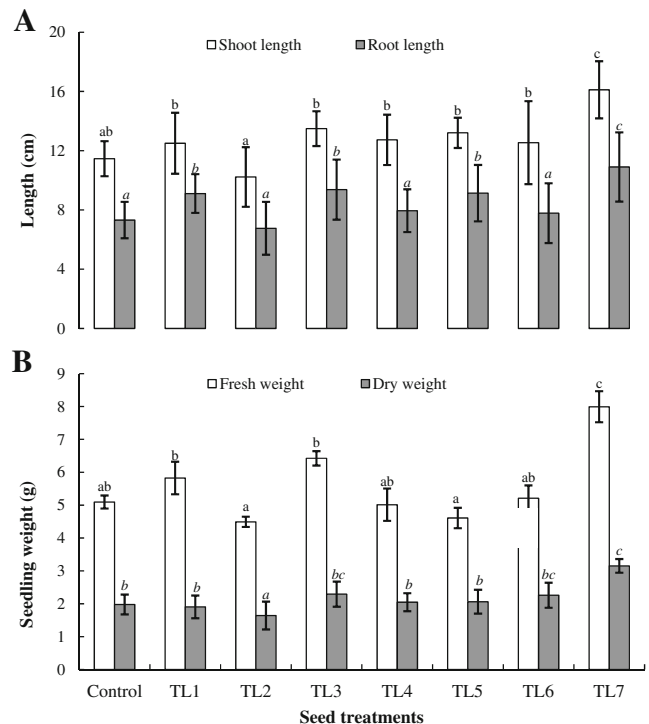 A
20
Shoot length Root length
16
12
8
4
0
Length (cm)
ab a b b a a b b b a b b b a c c
B
9
Fresh weight Dry weight
8
7
6
5
4
3
2
1
0
Seedling weight (g)
ab b b b a a b bc ab b a b ab bc c c
Control TL1 TL2 TL3 TL4 TL5 TL6 TL7
Seed treatments